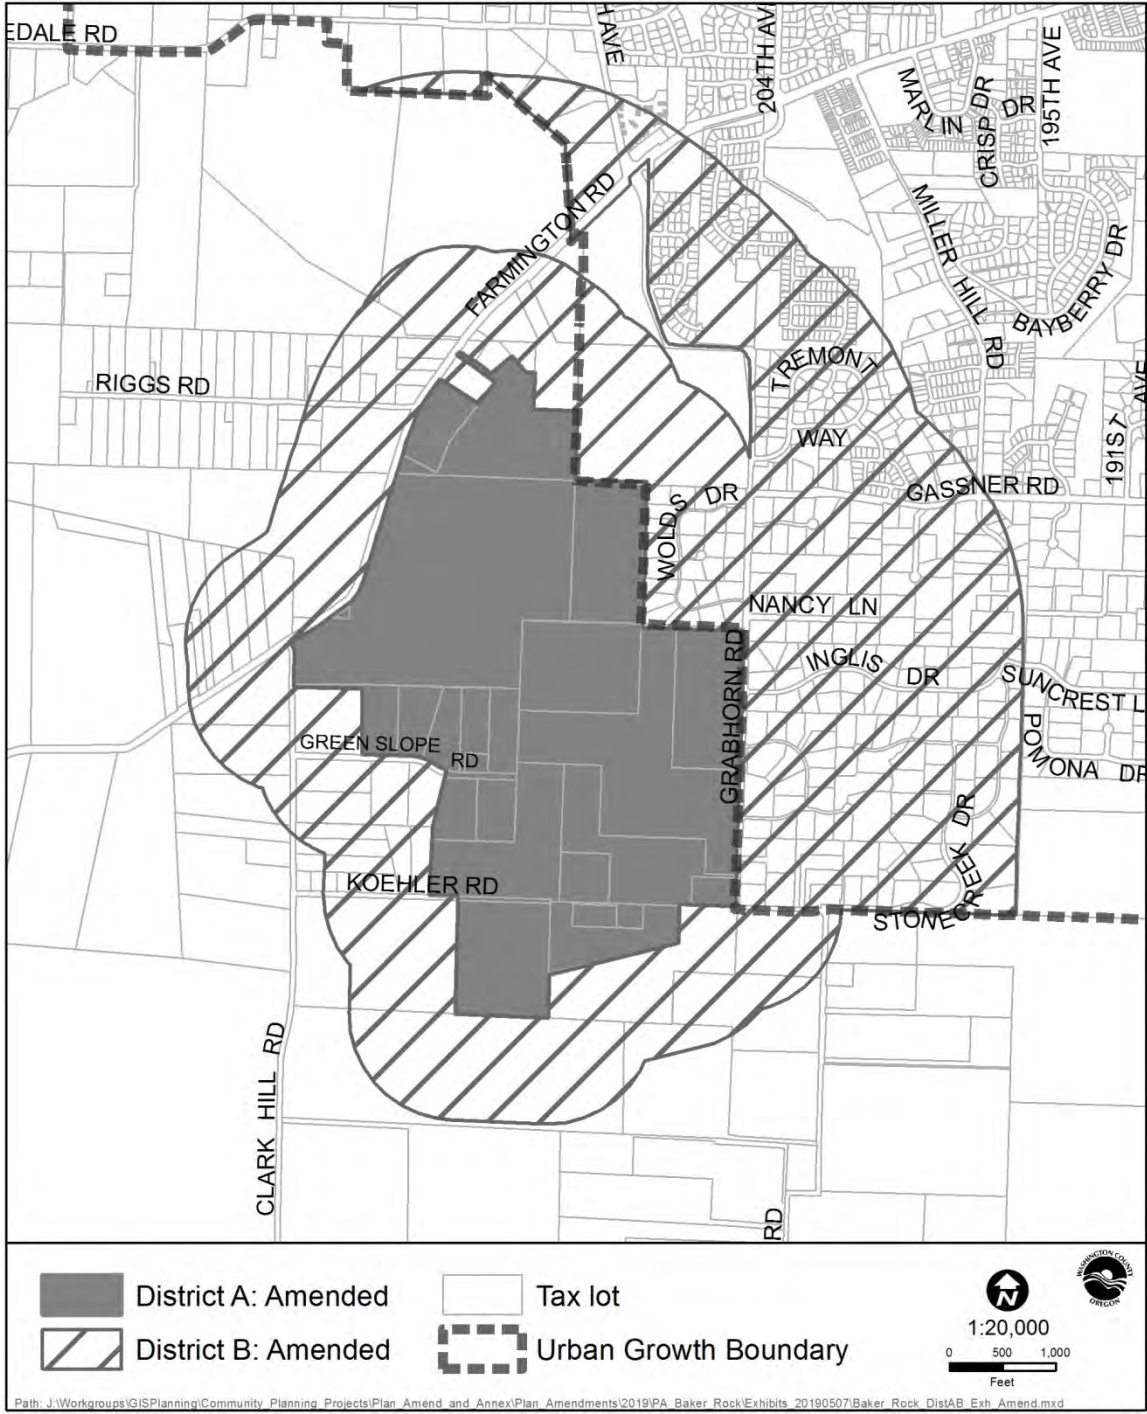 EDALE RD
H AVE
204TH AVE
MARLIN DR
CRISP DR
195TH AVE
FARMINGTON RD
MILLER HILL RD
BAYBERRY DR
TREMONT WAY
RIGGS RD
191ST AVE
WOLDS DR
GASSNER RD
NANCY LN
INGLIS DR
SUNCREST L
GRABHORN RD
POMONA DR
GREEN SLOPE RD
KOEHLER RD
STONECREEK DR
CLARK HILL RD
RD
District A: Amended
District B: Amended
Tax lot
Urban Growth Boundary
N
1:20,000
0 500 1,000
Feet
WASHINGTON COUNTY
OREGON
Path: J:\Workgroups\GISPlanning\Community_Planning_Projects\Plan_Amend_and_Annex\Plan_Amendments\2019\PA_Baker_Rock\Exhibits_20190507\Baker_Rock_DistAB_Exh_Amend.mxd